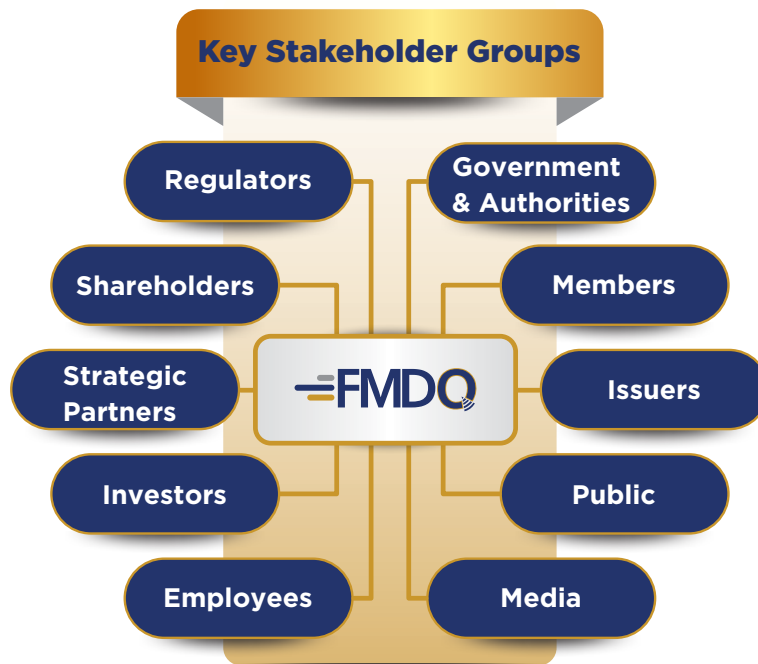 Key Stakeholder Groups
Regulators
Government
& Authorities
Shareholders
Members
Strategic
Partners
FMDQ
Issuers
Investors
Public
Employees
Media